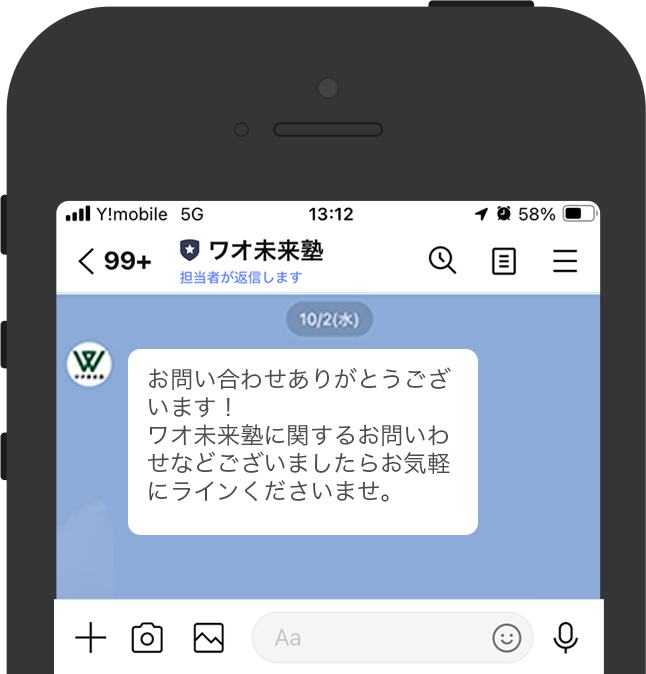 Y!mobile 5G 13:12 58%
99+ ワオ未来塾
担当者が返信します
10/2(水)
W
お問い合わせありがとうござ
います！
ワオ未来塾に関するお問いわ
せなどございましたらお気軽
にラインくださいませ。
Aa